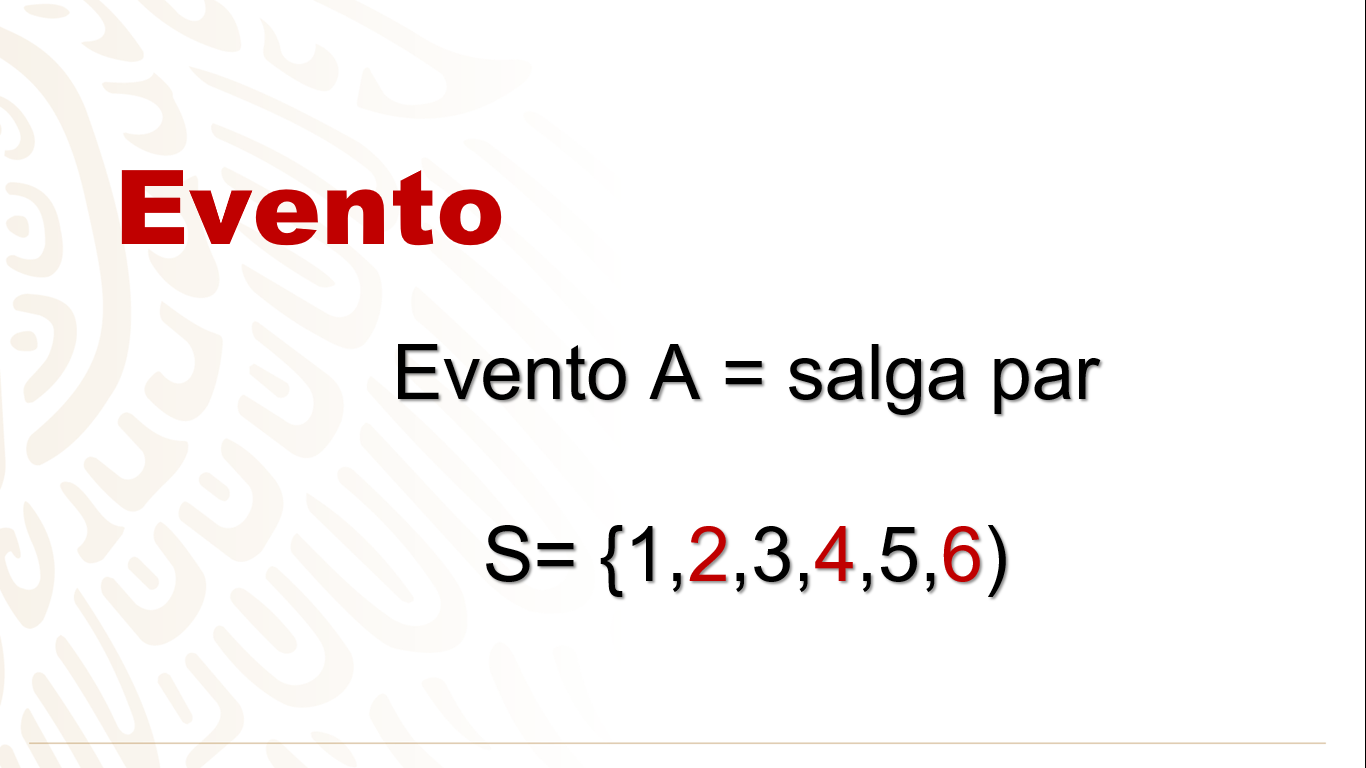 Evento
Evento A = salga par
S= {1,2,3,4,5,6)